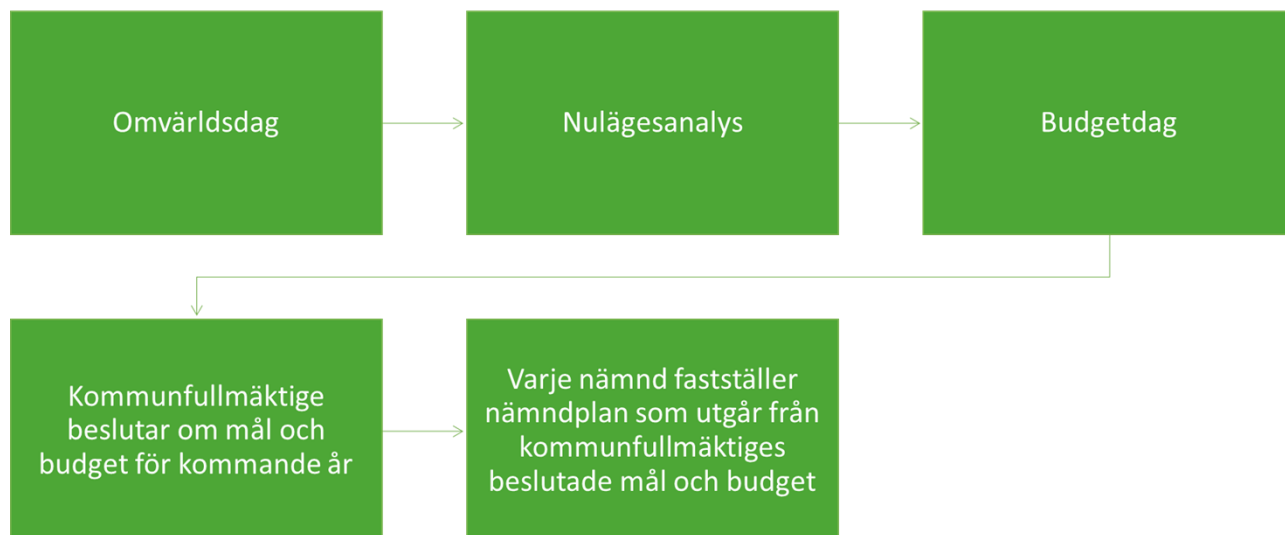 Omvärldsdag
Nulägesanalys
Budgetdag
Kommunfullmäktige
beslutar om mål och
budget för kommande år
Varje nämnd fastställer
nämndplan som utgår från
kommunfullmäktiges
beslutade mål och budget